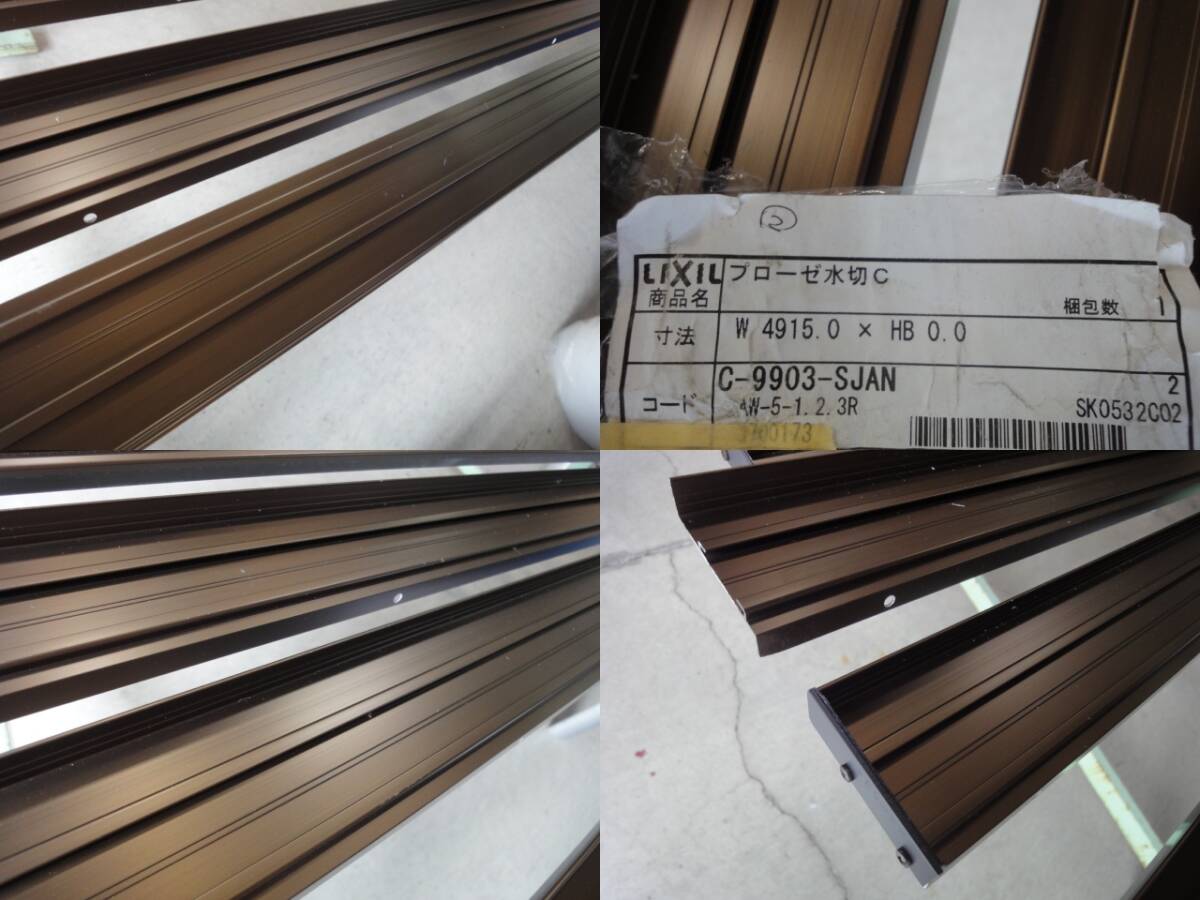 ②
LIXIL プローゼ水切C
商品名 梱包数 1
寸法 W 4915.0 × HB 0.0
C-9903-SJAN 2
コード AW-5-1.2.3R SK0532C02